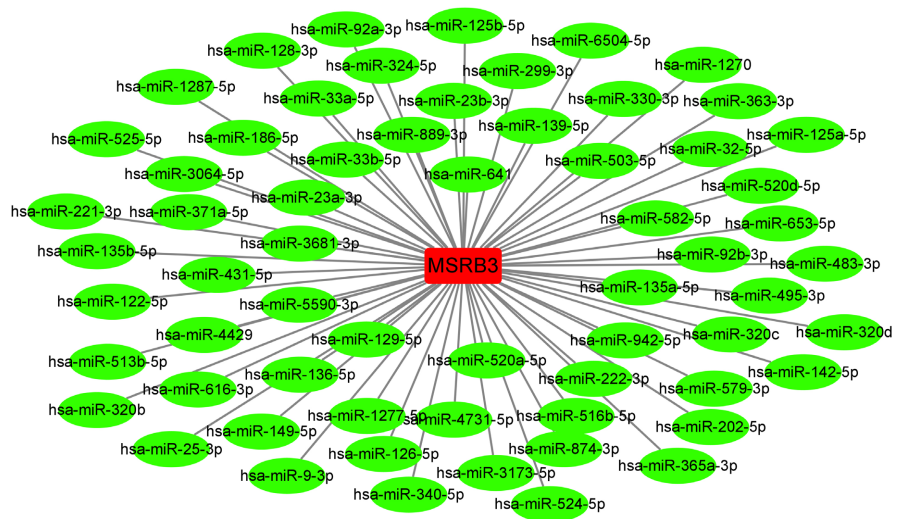 hsa-miR-125b-5p
hsa-miR-92a-3p
hsa-miR-6504-5p
hsa-miR-128-3p
hsa-miR-324-5p
hsa-miR-299-3p
hsa-miR-1270
hsa-miR-1287-5p
hsa-miR-33a-5p
hsa-miR-23b-3p
hsa-miR-330-3p
hsa-miR-363-3p
hsa-miR-525-5p
hsa-miR-186-5p
hsa-miR-889-3p
hsa-miR-139-5p
hsa-miR-125a-5p
hsa-miR-33b-5p
hsa-miR-503-5p
hsa-miR-32-5p
hsa-miR-3064-5p
hsa-miR-641
hsa-miR-520d-5p
hsa-miR-23a-3p
hsa-miR-221-3p
hsa-miR-371a-5p
hsa-miR-582-5p
hsa-miR-653-5p
hsa-miR-3681-3p
hsa-miR-135b-5p
hsa-miR-92b-3p
hsa-miR-483-3p
MSRB3
hsa-miR-431-5p
hsa-miR-135a-5p
hsa-miR-495-3p
hsa-miR-122-5p
hsa-miR-5590-3p
hsa-miR-4429
hsa-miR-129-5p
hsa-miR-942-5p
hsa-miR-320c
hsa-miR-320d
hsa-miR-513b-5p
hsa-miR-520a-5p
hsa-miR-136-5p
hsa-miR-222-3p
hsa-miR-142-5p
hsa-miR-616-3p
hsa-miR-579-3p
hsa-miR-320b
hsa-miR-1277-5p
hsa-miR-4731-5p
hsa-miR-516b-5p
hsa-miR-149-5p
hsa-miR-202-5p
hsa-miR-25-3p
hsa-miR-126-5p
hsa-miR-874-3p
hsa-miR-365a-3p
hsa-miR-9-3p
hsa-miR-3173-5p
hsa-miR-340-5p
hsa-miR-524-5p